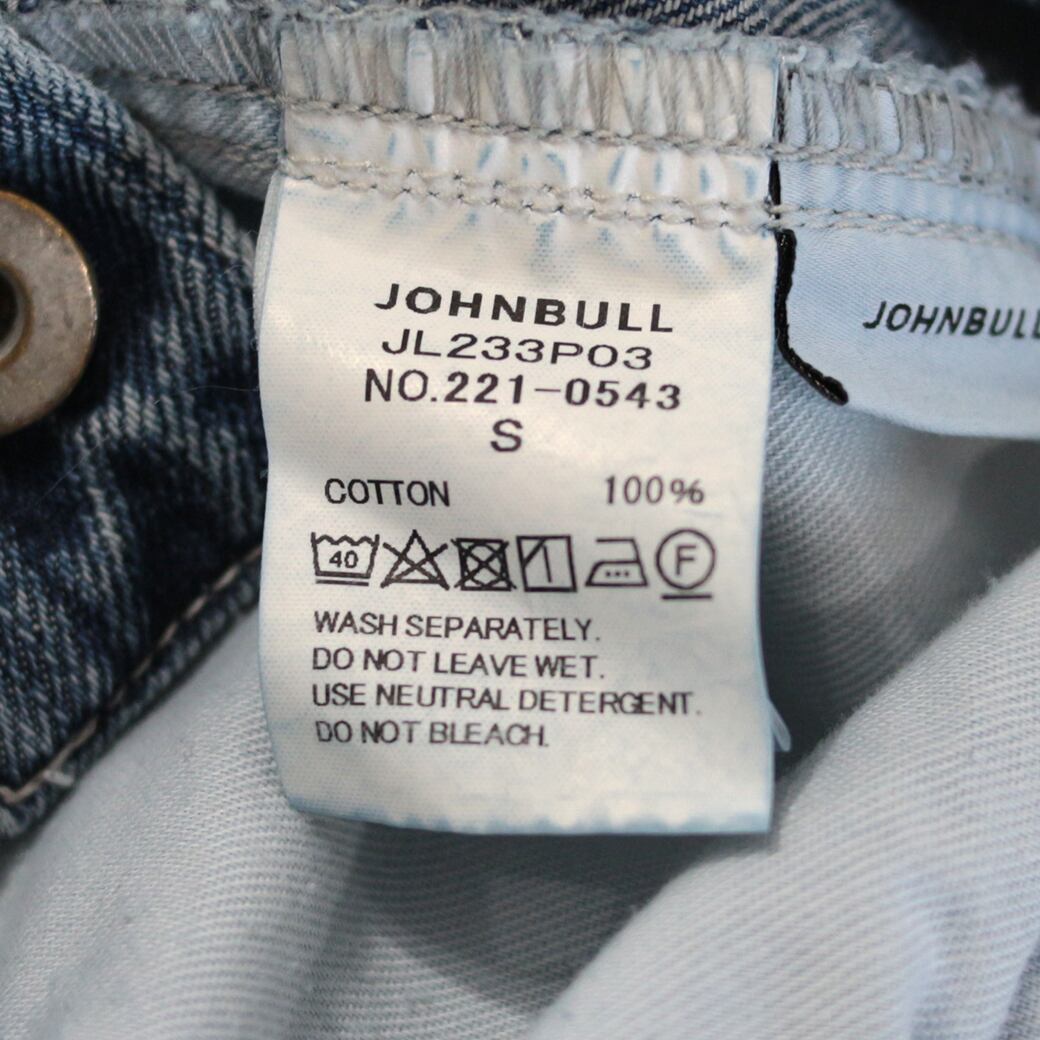 JOHNBULL
JL233P03
NO.221-0543
S
COTTON 100%
40
F
WASH SEPARATELY.
DO NOT LEAVE WET.
USE NEUTRAL DETERGENT.
DO NOT BLEACH.
JOHNBULL